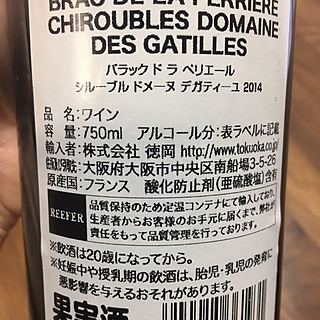 BRAC DE LA PERRIERE
CHIROUBLES DOMAINE
DES GATILLES
バラック ド ラ ペリエール
シルーブル ドメーヌ デガティーユ 2014
品 名:ワイン
容 量:750ml アルコール分:表ラベルに記載
輸入者:株式会社 徳岡 http://www.tokuoka.co.jp
大阪府大阪市中央区南船場3-5-26
原産国:フランス 酸化防止剤(亜硫酸塩)含有
REEFER
品質保持のため定温コンテナにて輸入しており、
生産者からお客様のお手元に届くまで、弊社が
責任をもって品質管理を行っております。
※飲酒は20歳になってから。
※妊娠中や授乳期の飲酒は、胎児・乳児の発育に
悪影響を与えるおそれがあります。
果実酒